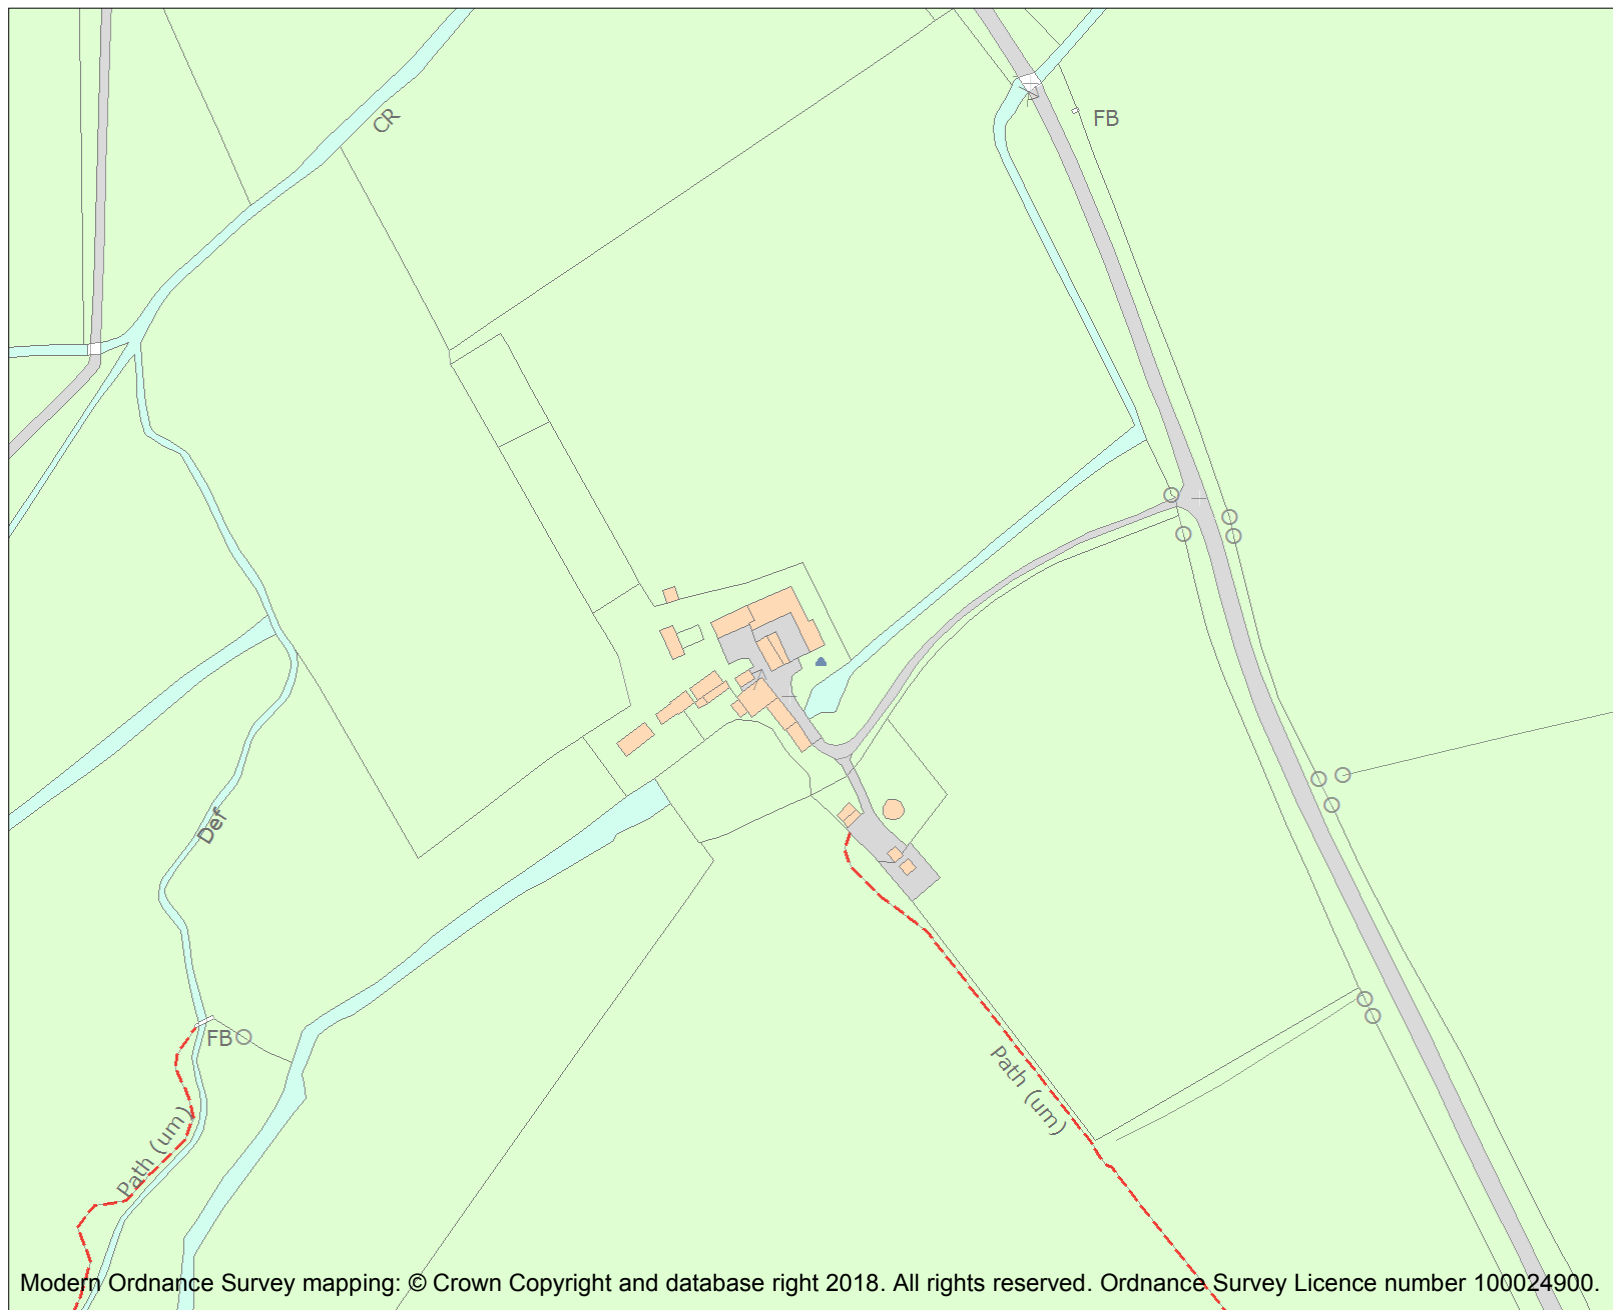 CR
FB
Def
FB
Path (um)
Path (um)
Modern Ordnance Survey mapping: © Crown Copyright and database right 2018. All rights reserved. Ordnance Survey Licence number 100024900.